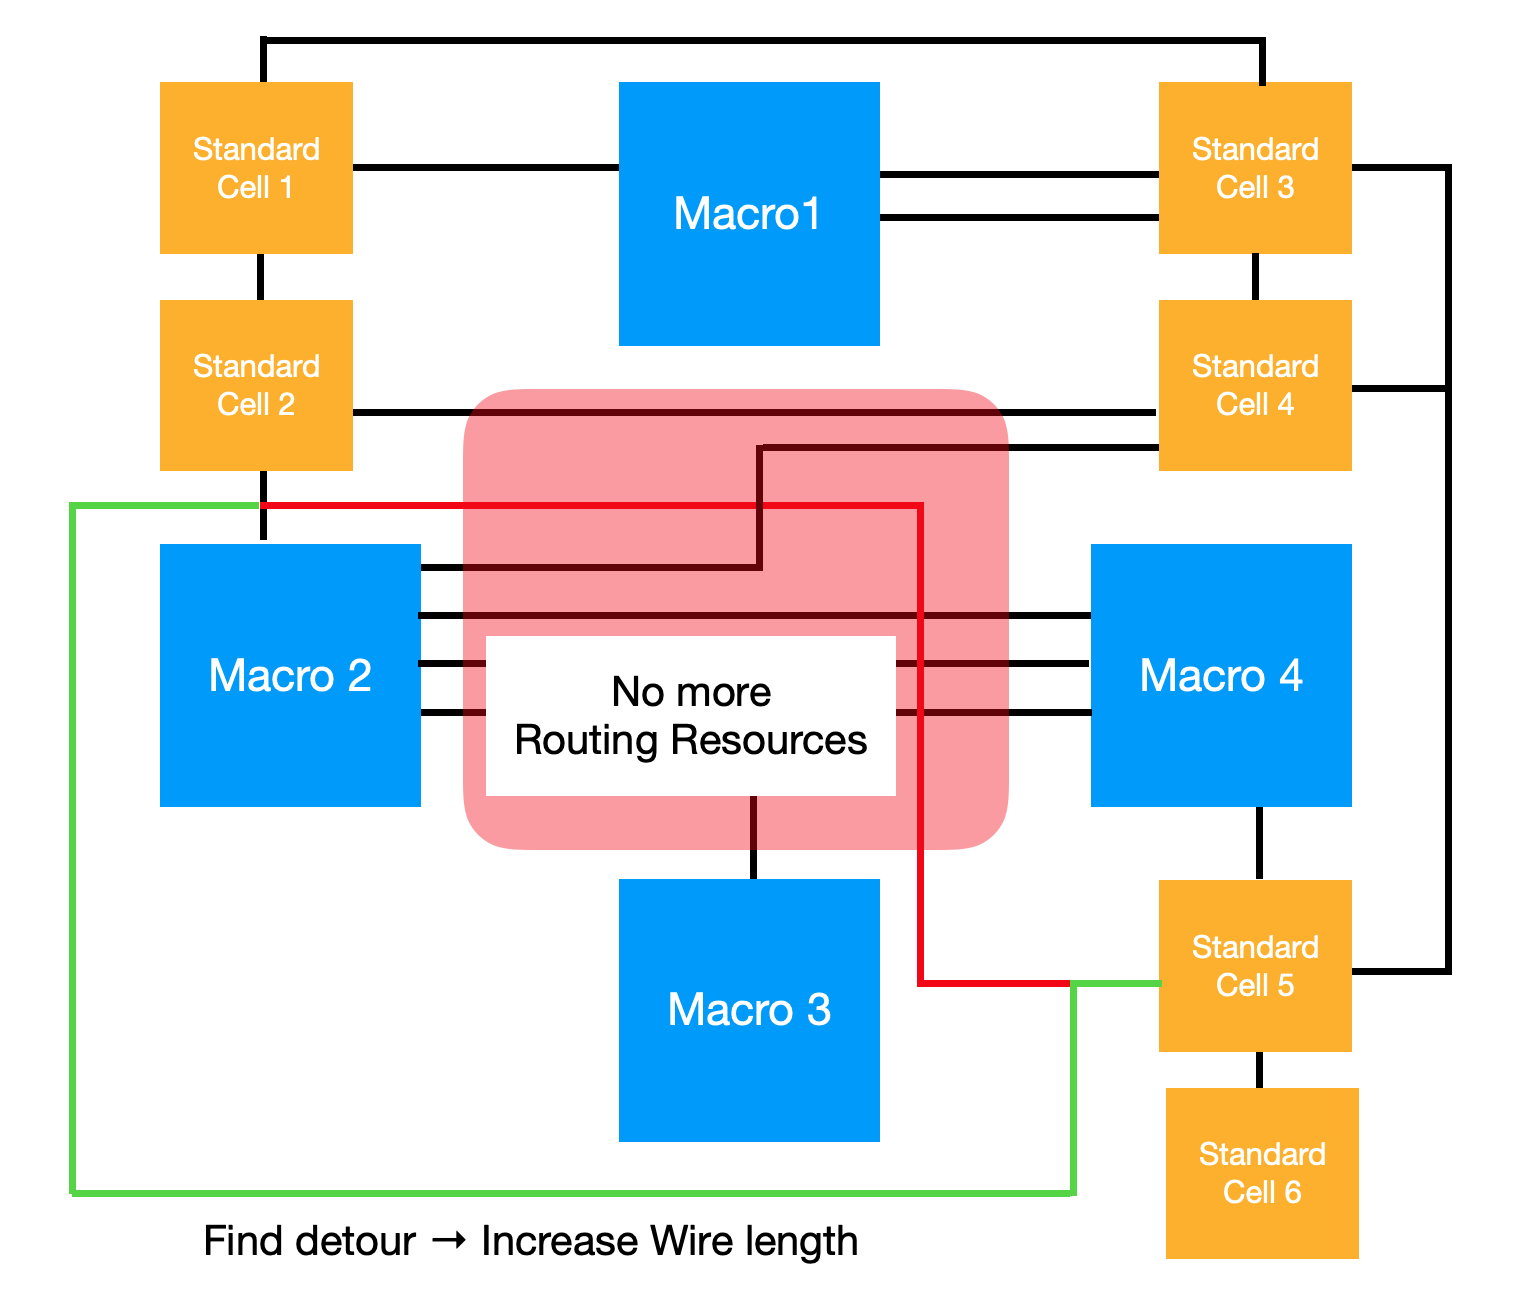 Standard
Cell 1
Macro1
Standard
Cell 3
Standard
Cell 2
Standard
Cell 4
Macro 2
No more
Routing Resources
Macro 4
Macro 3
Standard
Cell 5
Standard
Cell 6
Find detour → Increase Wire length